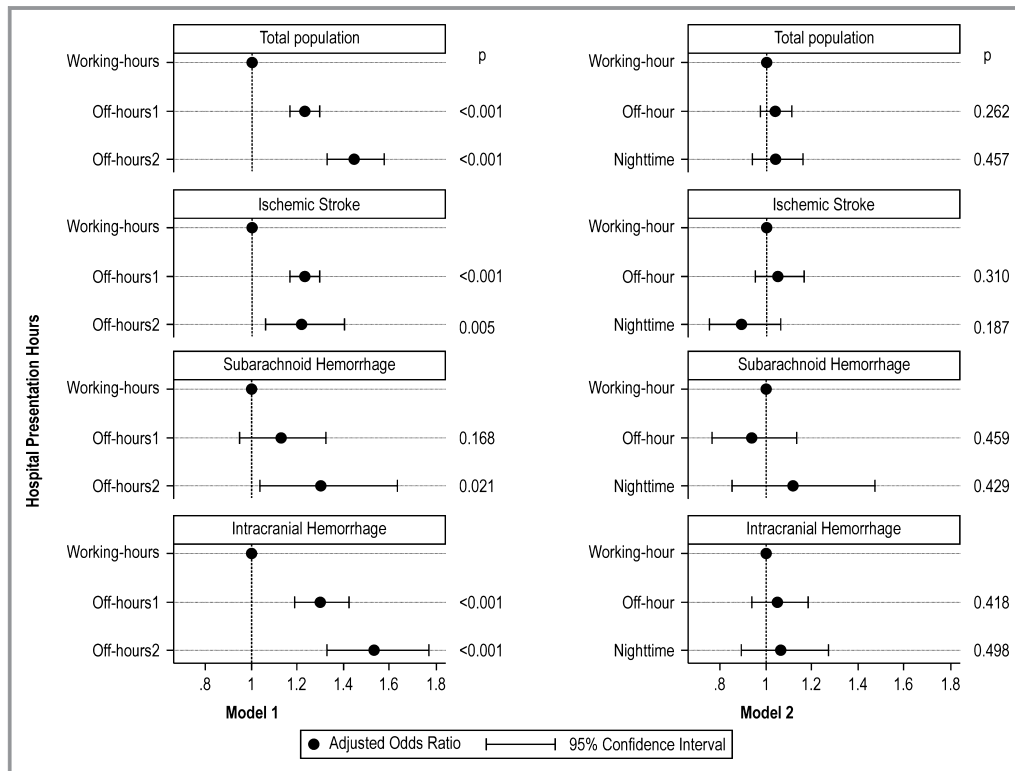 Total population
p
Working-hours
Off-hours1
<0.001
Off-hours2
<0.001
Ischemic Stroke
Working-hours
Off-hours1
<0.001
Off-hours2
0.005
Subarachnoid Hemorrhage
Working-hours
Off-hours1
0.168
Off-hours2
0.021
Intracranial Hemorrhage
Working-hours
Off-hours1
<0.001
Off-hours2
<0.001
.8 1 1.2 1.4 1.6 1.8
Model 1
Hospital Presentation Hours
Total population
p
Working-hour
Off-hour
0.262
Nighttime
0.457
Ischemic Stroke
Working-hour
Off-hour
0.310
Nighttime
0.187
Subarachnoid Hemorrhage
Working-hour
Off-hour
0.459
Nighttime
0.429
Intracranial Hemorrhage
Working-hour
Off-hour
0.418
Nighttime
0.498
.8 1 1.2 1.4 1.6 1.8
Model 2
Adjusted Odds Ratio 95% Confidence Interval